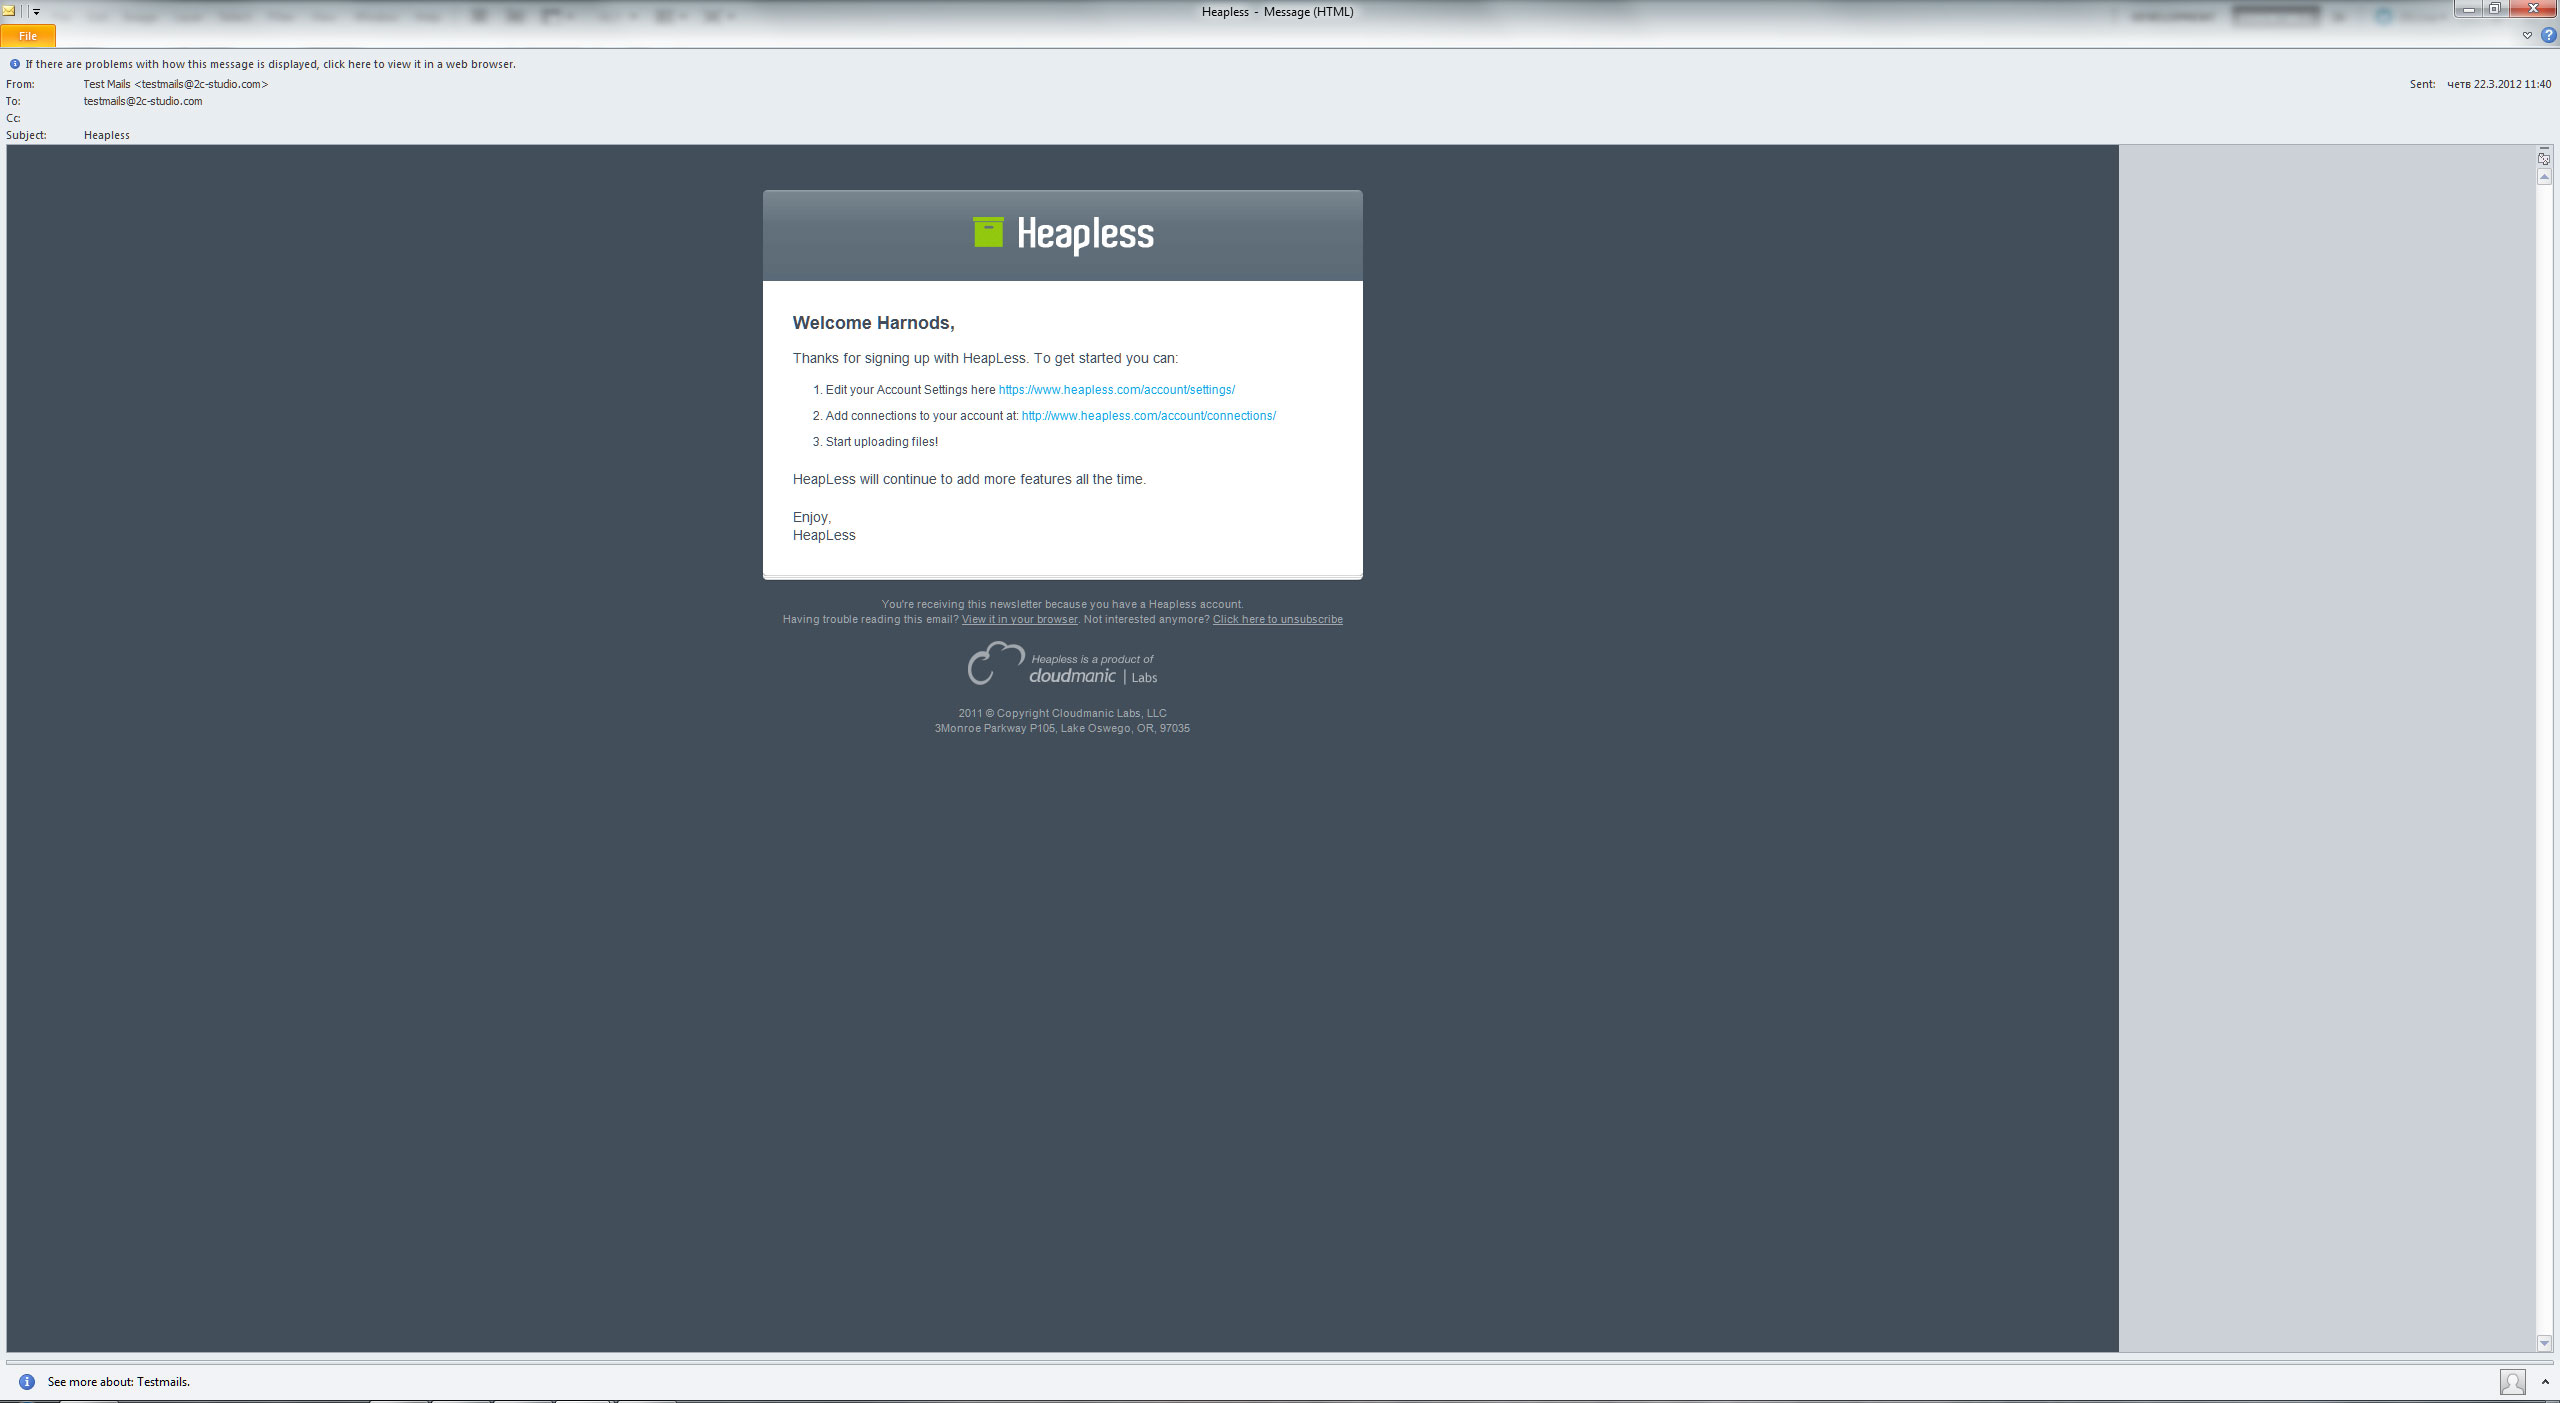 Heapless - Message (HTML)
File
If there are problems with how this message is displayed, click here to view it in a web browser.
From: Test Mails <testmails@2c-studio.com>
Sent: четв 22.3.2012 11:40
To: testmails@2c-studio.com
Cc:
Subject: Heapless
Heapless
Welcome Harnods,
Thanks for signing up with HeapLess. To get started you can:
1. Edit your Account Settings here https://www.heapless.com/account/settings/
2. Add connections to your account at: http://www.heapless.com/account/connections/
3. Start uploading files!
HeapLess will continue to add more features all the time.
Enjoy,
HeapLess
You're receiving this newsletter because you have a Heapless account.
Having trouble reading this email? View it in your browser. Not interested anymore? Click here to unsubscribe
Heapless is a product of
cloudmanic | Labs
2011 © Copyright Cloudmanic Labs, LLC
3Monroe Parkway P105, Lake Oswego, OR, 97035
See more about: Testmails.